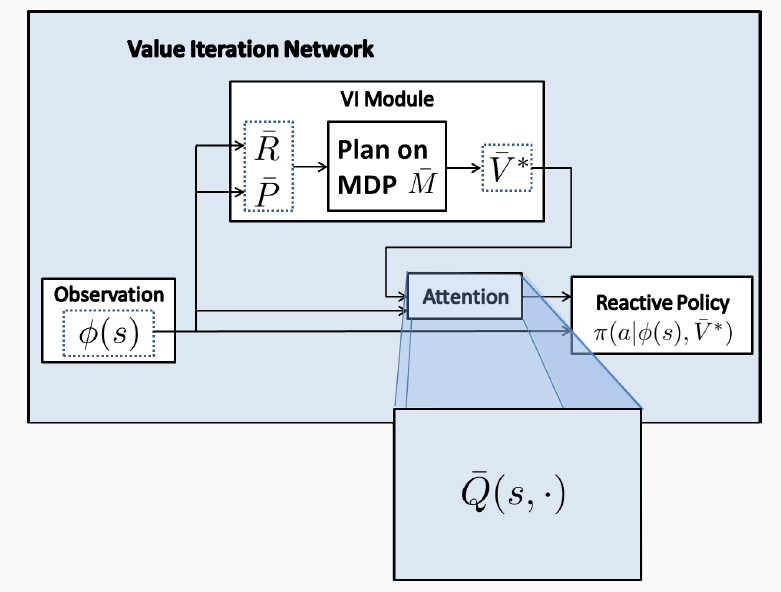 Value Iteration Network
VI Module
R̄
P̄
Plan on
MDP M̄
V̄*
Observation
ϕ(s)
Attention
Reactive Policy
π(a|ϕ(s), V̄*)
Q̄(s, ·)